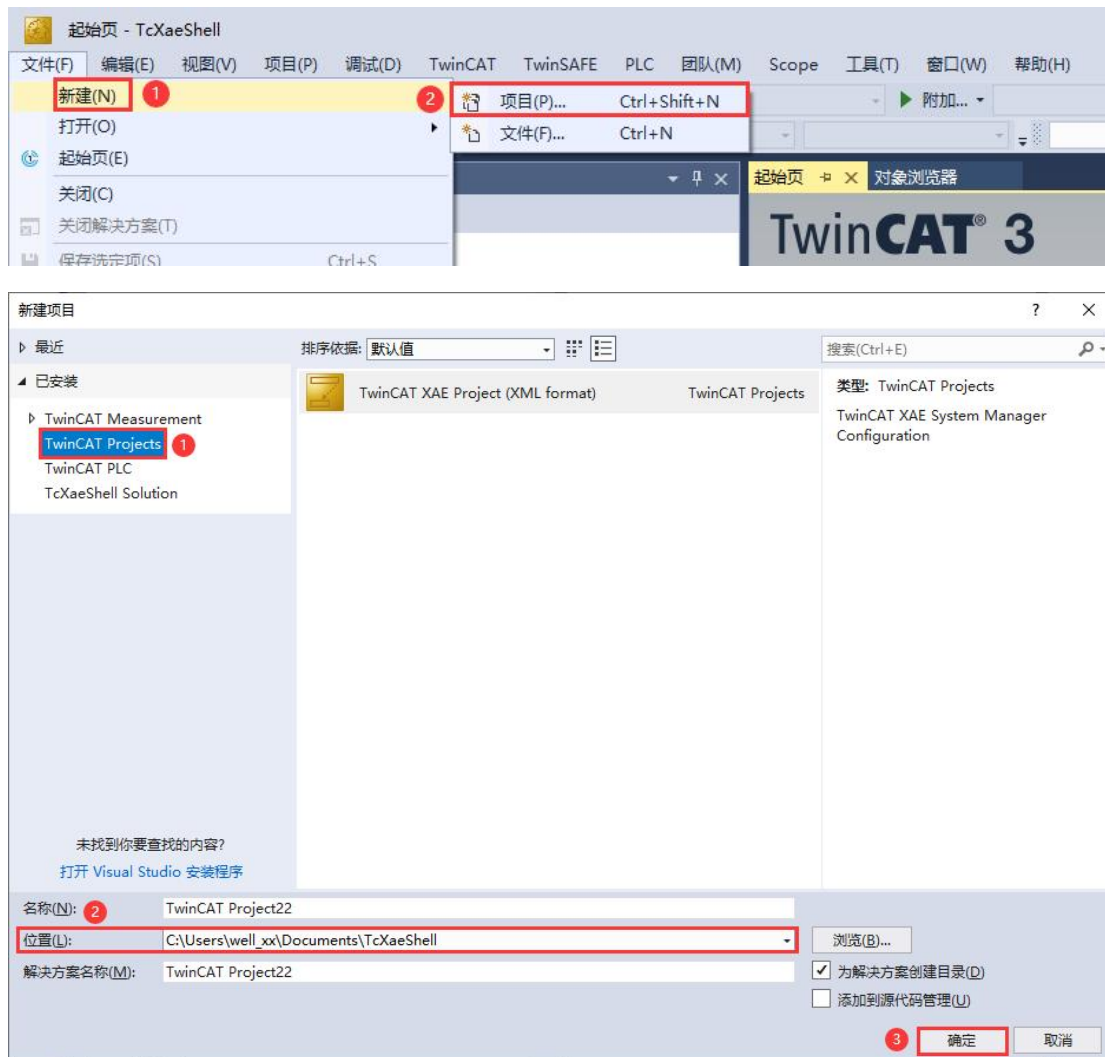 起始页 - TcXaeShell
文件(F) 编辑(E) 视图(V) 项目(P) 调试(D) TwinCAT TwinSAFE PLC 团队(M) Scope 工具(T) 窗口(W) 帮助(H)
新建(N) 1 2 项目(P)... Ctrl+Shift+N 附加...
打开(O) 文件(F)... Ctrl+N
起始页(E)
关闭(C) 起始页 对象浏览器
关闭解决方案(T) TwinCAT® 3
保存选定项(S) Ctrl+S
新建项目 ?
最近 排序依据: 默认值 搜索(Ctrl+E)
已安装 TwinCAT XAE Project (XML format) TwinCAT Projects 类型: TwinCAT Projects
TwinCAT Measurement TwinCAT XAE System Manager
TwinCAT Projects 1 Configuration
TwinCAT PLC
TcXaeShell Solution
未找到你要查找的内容?
打开 Visual Studio 安装程序
名称(N): 2 TwinCAT Project22
位置(L): C:\Users\well_xx\Documents\TcXaeShell 浏览(B)...
解决方案名称(M): TwinCAT Project22 为解决方案创建目录(D)
添加到源代码管理(U)
3 确定 取消